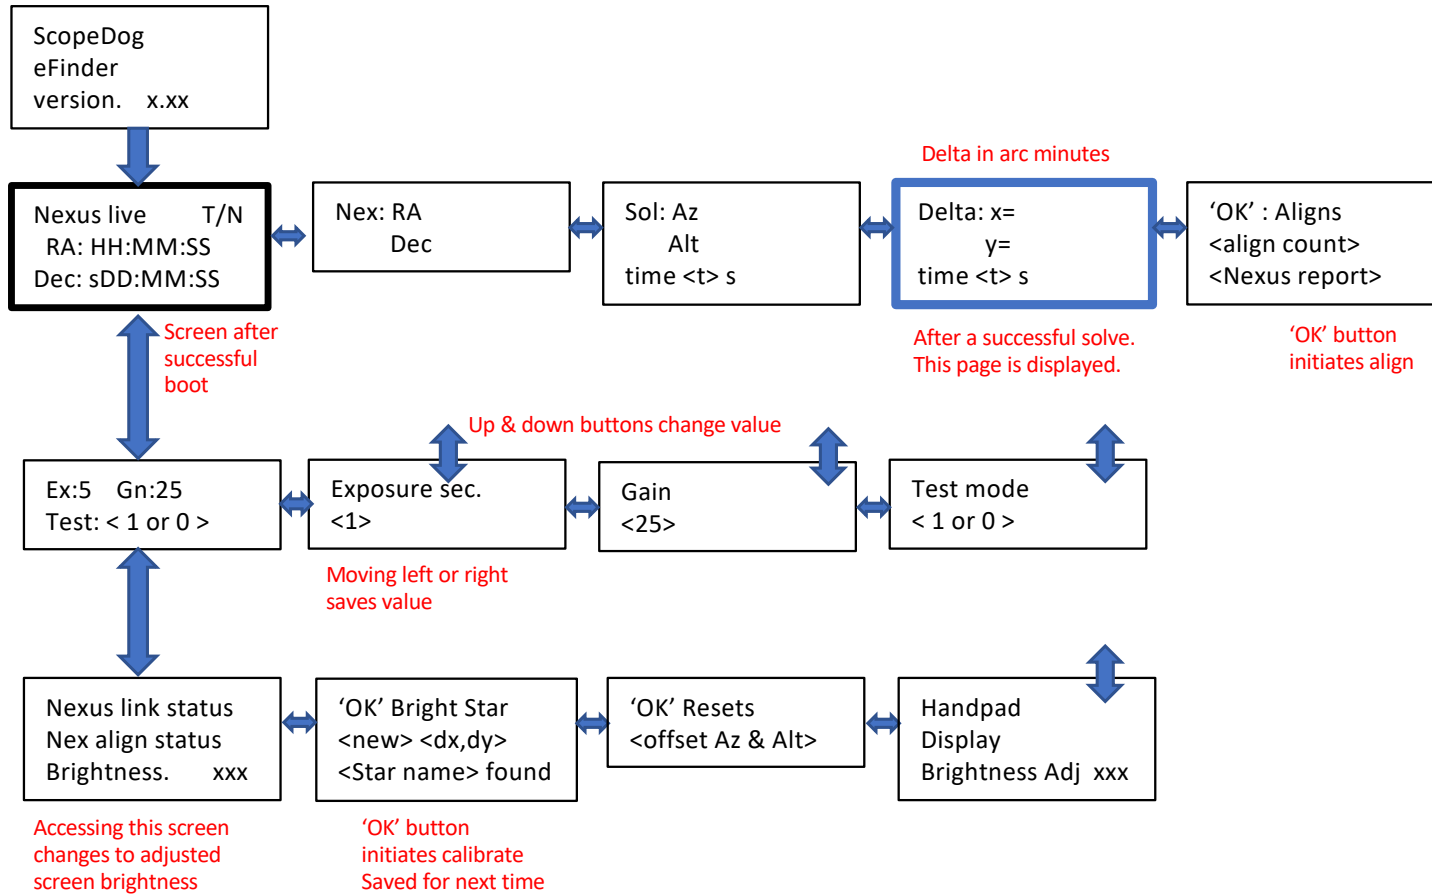 ScopeDog
eFinder
version. x.xx
Delta in arc minutes
Nexus live T/N
RA: HH:MM:SS
Dec: sDD:MM:SS
Nex: RA
Dec
Sol: Az
Alt
time <t> s
Delta: x=
y=
time <t> s
‘OK’ : Aligns
<align count>
<Nexus report>
Screen after
successful
boot
After a successful solve.
This page is displayed.
‘OK’ button
initiates align
Up & down buttons change value
Ex:5 Gn:25
Test: < 1 or 0 >
Exposure sec.
<1>
Gain
<25>
Test mode
< 1 or 0 >
Moving left or right
saves value
Nexus link status
Nex align status
Brightness. xxx
‘OK’ Bright Star
<new> <dx,dy>
<Star name> found
‘OK’ Resets
<offset Az & Alt>
Handpad
Display
Brightness Adj xxx
Accessing this screen
changes to adjusted
screen brightness
‘OK’ button
initiates calibrate
Saved for next time